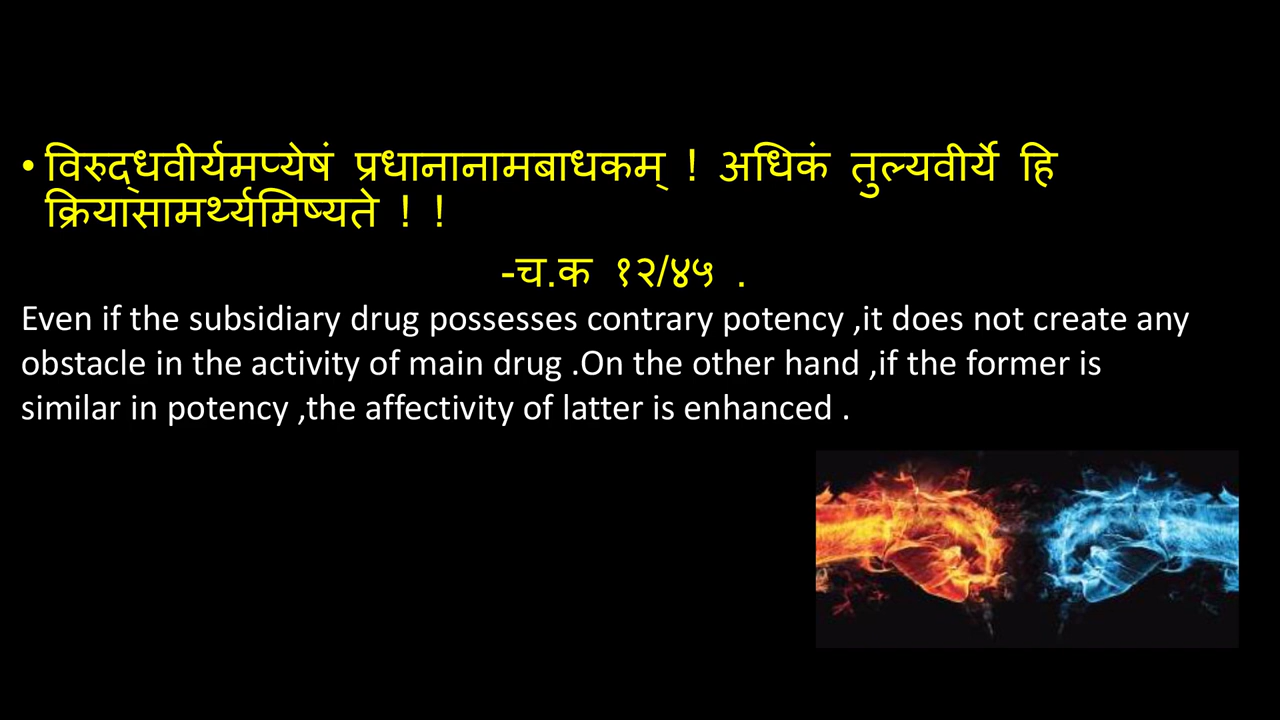 • विरुद्धवीर्यमप्येषं प्रधानानामबाधकम् ! अधिकं तुल्यवीर्ये हि
क्रियासामर्थ्यमिष्यते ! !
-च.क १२/४५ .
Even if the subsidiary drug possesses contrary potency ,it does not create any
obstacle in the activity of main drug .On the other hand ,if the former is
similar in potency ,the affectivity of latter is enhanced .